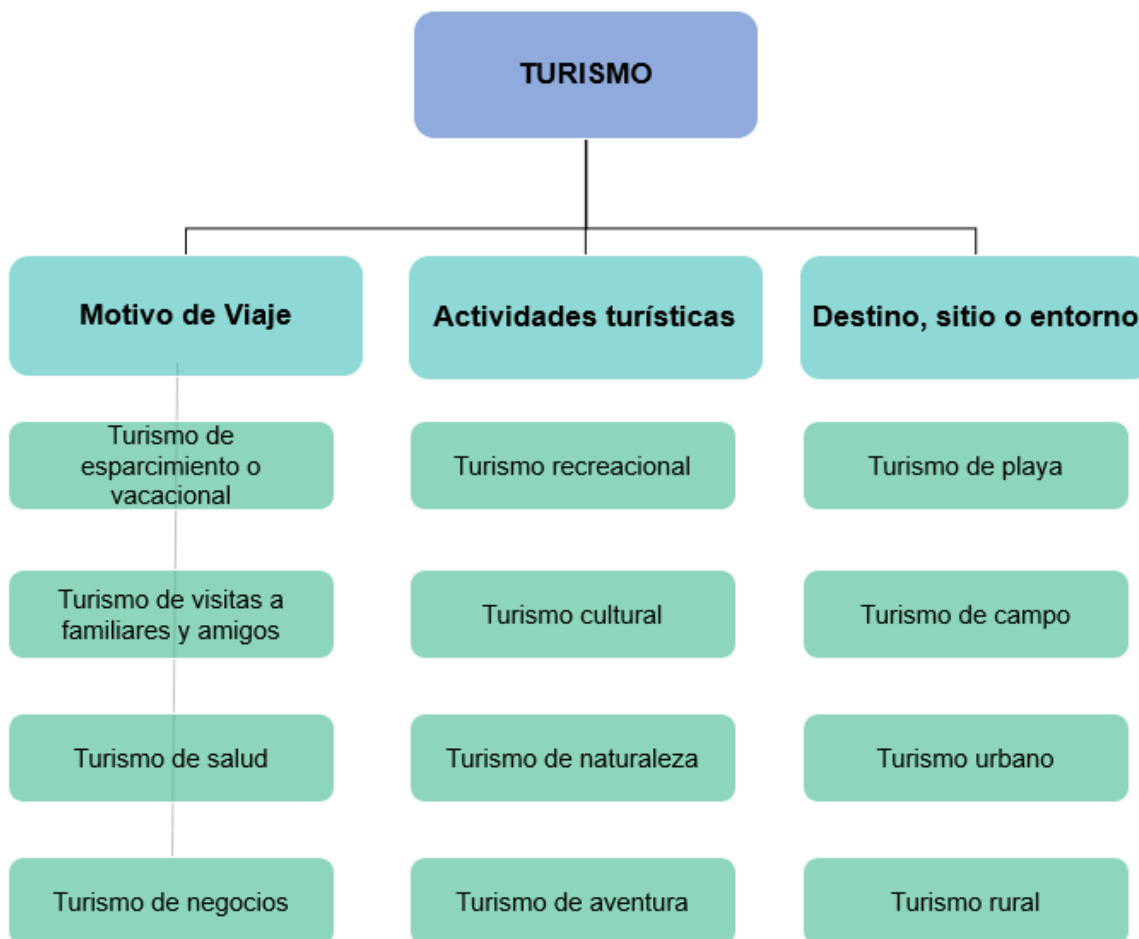 TURISMO
Motivo de Viaje
Actividades turísticas
Destino, sitio o entorno
Turismo de
esparcimiento o
vacacional
Turismo recreacional
Turismo de playa
Turismo de visitas a
familiares y amigos
Turismo cultural
Turismo de campo
Turismo de salud
Turismo de naturaleza
Turismo urbano
Turismo de negocios
Turismo de aventura
Turismo rural